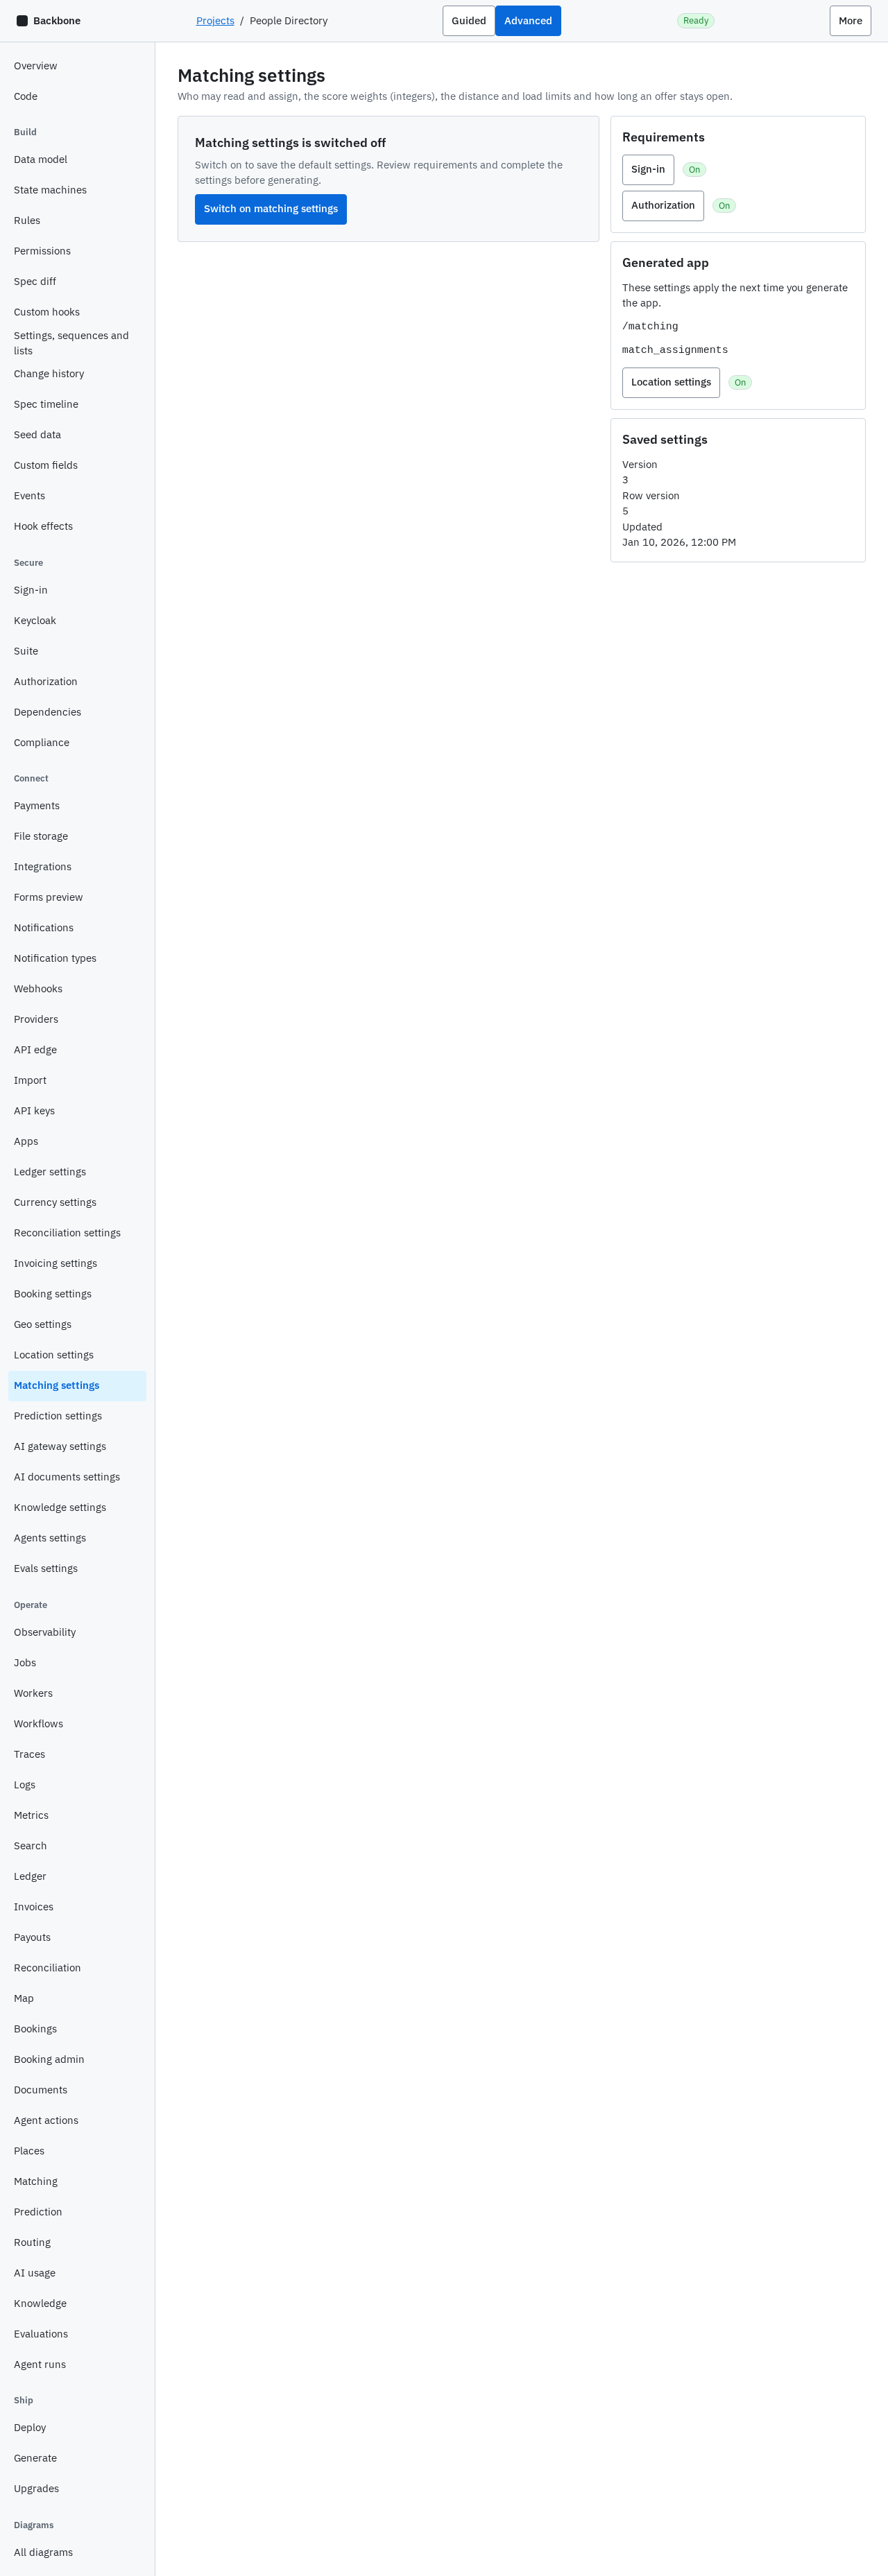 Backbone
Projects / People Directory
Guided
Advanced
Ready
More
Overview
Code
Build
Data model
State machines
Rules
Permissions
Spec diff
Custom hooks
Settings, sequences and
lists
Change history
Spec timeline
Seed data
Custom fields
Events
Hook effects
Secure
Sign-in
Keycloak
Suite
Authorization
Dependencies
Compliance
Connect
Payments
File storage
Integrations
Forms preview
Notifications
Notification types
Webhooks
Providers
API edge
Import
API keys
Apps
Ledger settings
Currency settings
Reconciliation settings
Invoicing settings
Booking settings
Geo settings
Location settings
Matching settings
Prediction settings
AI gateway settings
AI documents settings
Knowledge settings
Agents settings
Evals settings
Operate
Observability
Jobs
Workers
Workflows
Traces
Logs
Metrics
Search
Ledger
Invoices
Payouts
Reconciliation
Map
Bookings
Booking admin
Documents
Agent actions
Places
Matching
Prediction
Routing
AI usage
Knowledge
Evaluations
Agent runs
Ship
Deploy
Generate
Upgrades
Diagrams
All diagrams
Matching settings
Who may read and assign, the score weights (integers), the distance and load limits and how long an offer stays open.
Matching settings is switched off
Switch on to save the default settings. Review requirements and complete the
settings before generating.
Switch on matching settings
Requirements
Sign-in On
Authorization On
Generated app
These settings apply the next time you generate
the app.
/matching
match_assignments
Location settings On
Saved settings
Version
3
Row version
5
Updated
Jan 10, 2026, 12:00 PM